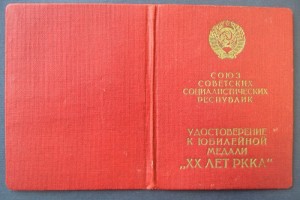 СОЮЗ
СОВЕТСКИХ
СОЦИАЛИСТИЧЕСКИХ
РЕСПУБЛИК
УДОСТОВЕРЕНИЕ
К ЮБИЛЕЙНОЙ
МЕДАЛИ
„XX ЛЕТ РККА"